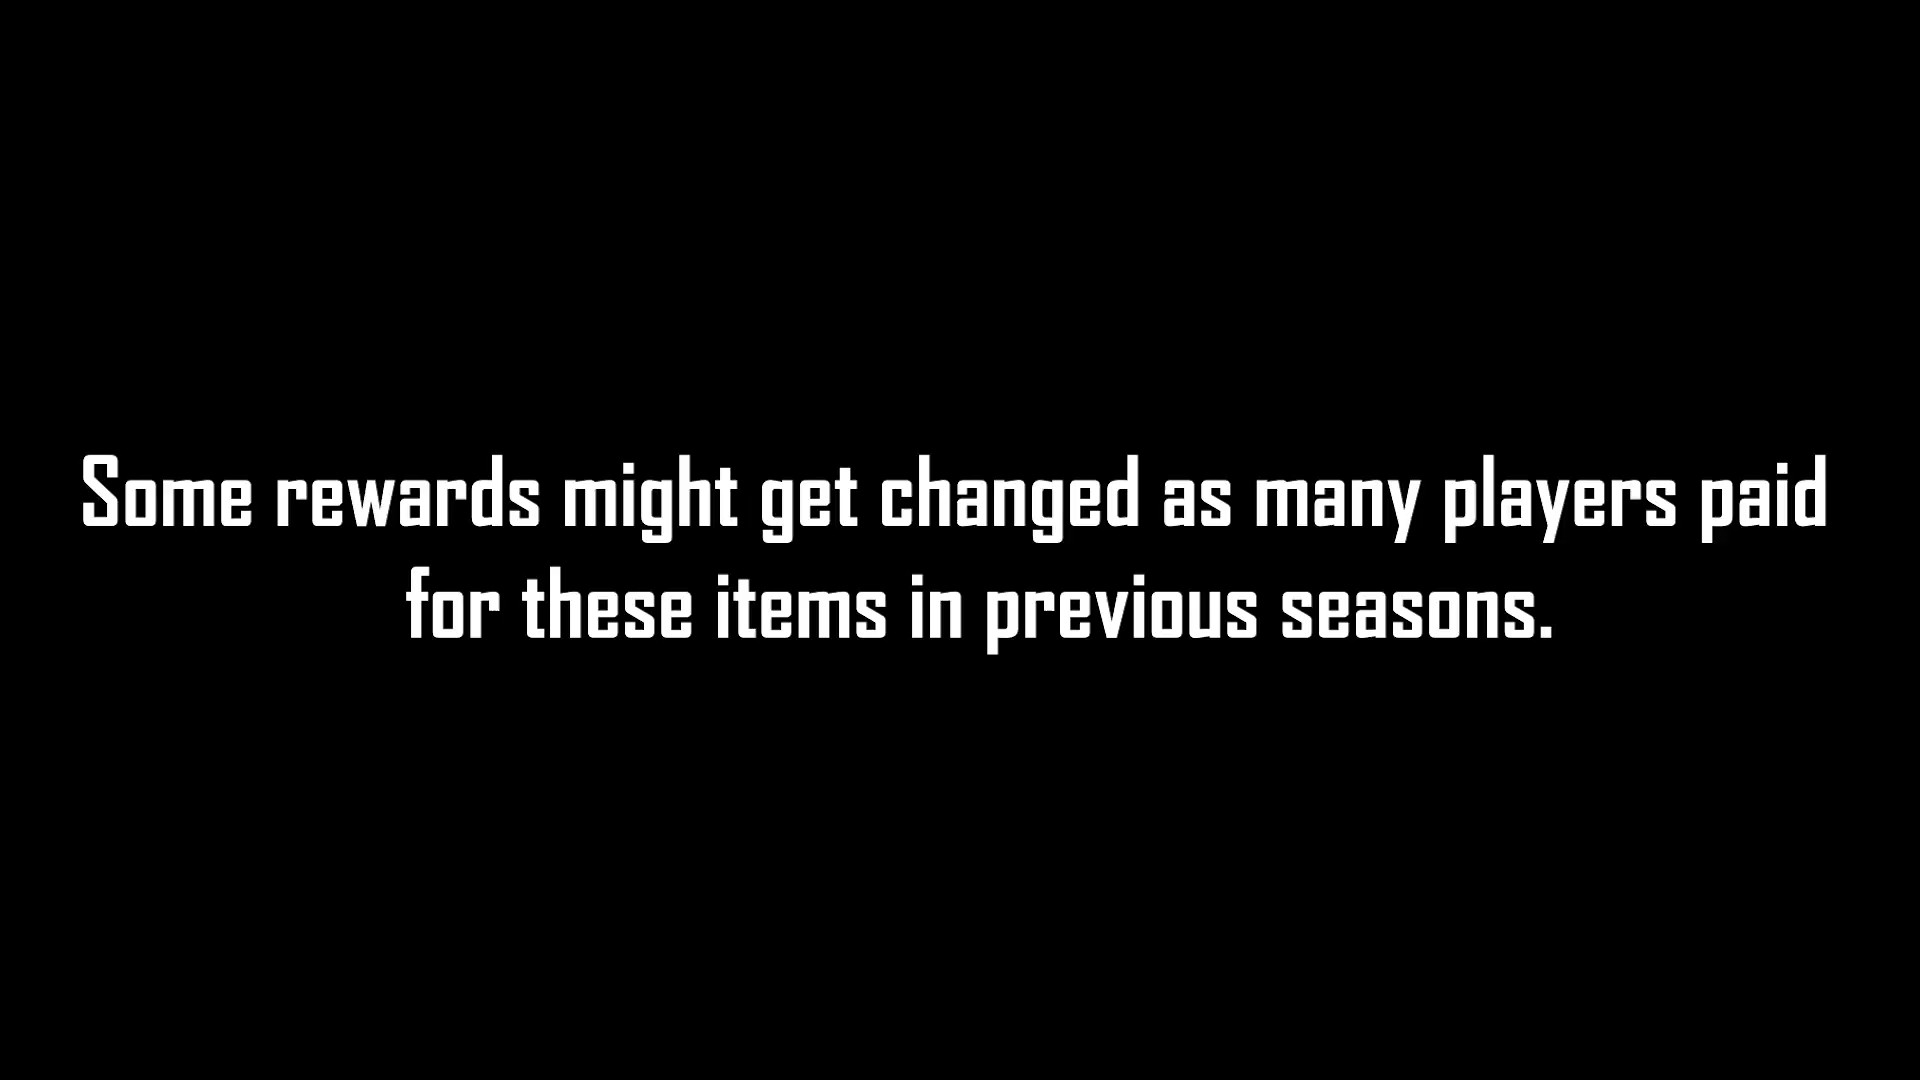 Some rewards might get changed as many players paid
for these items in previous seasons.